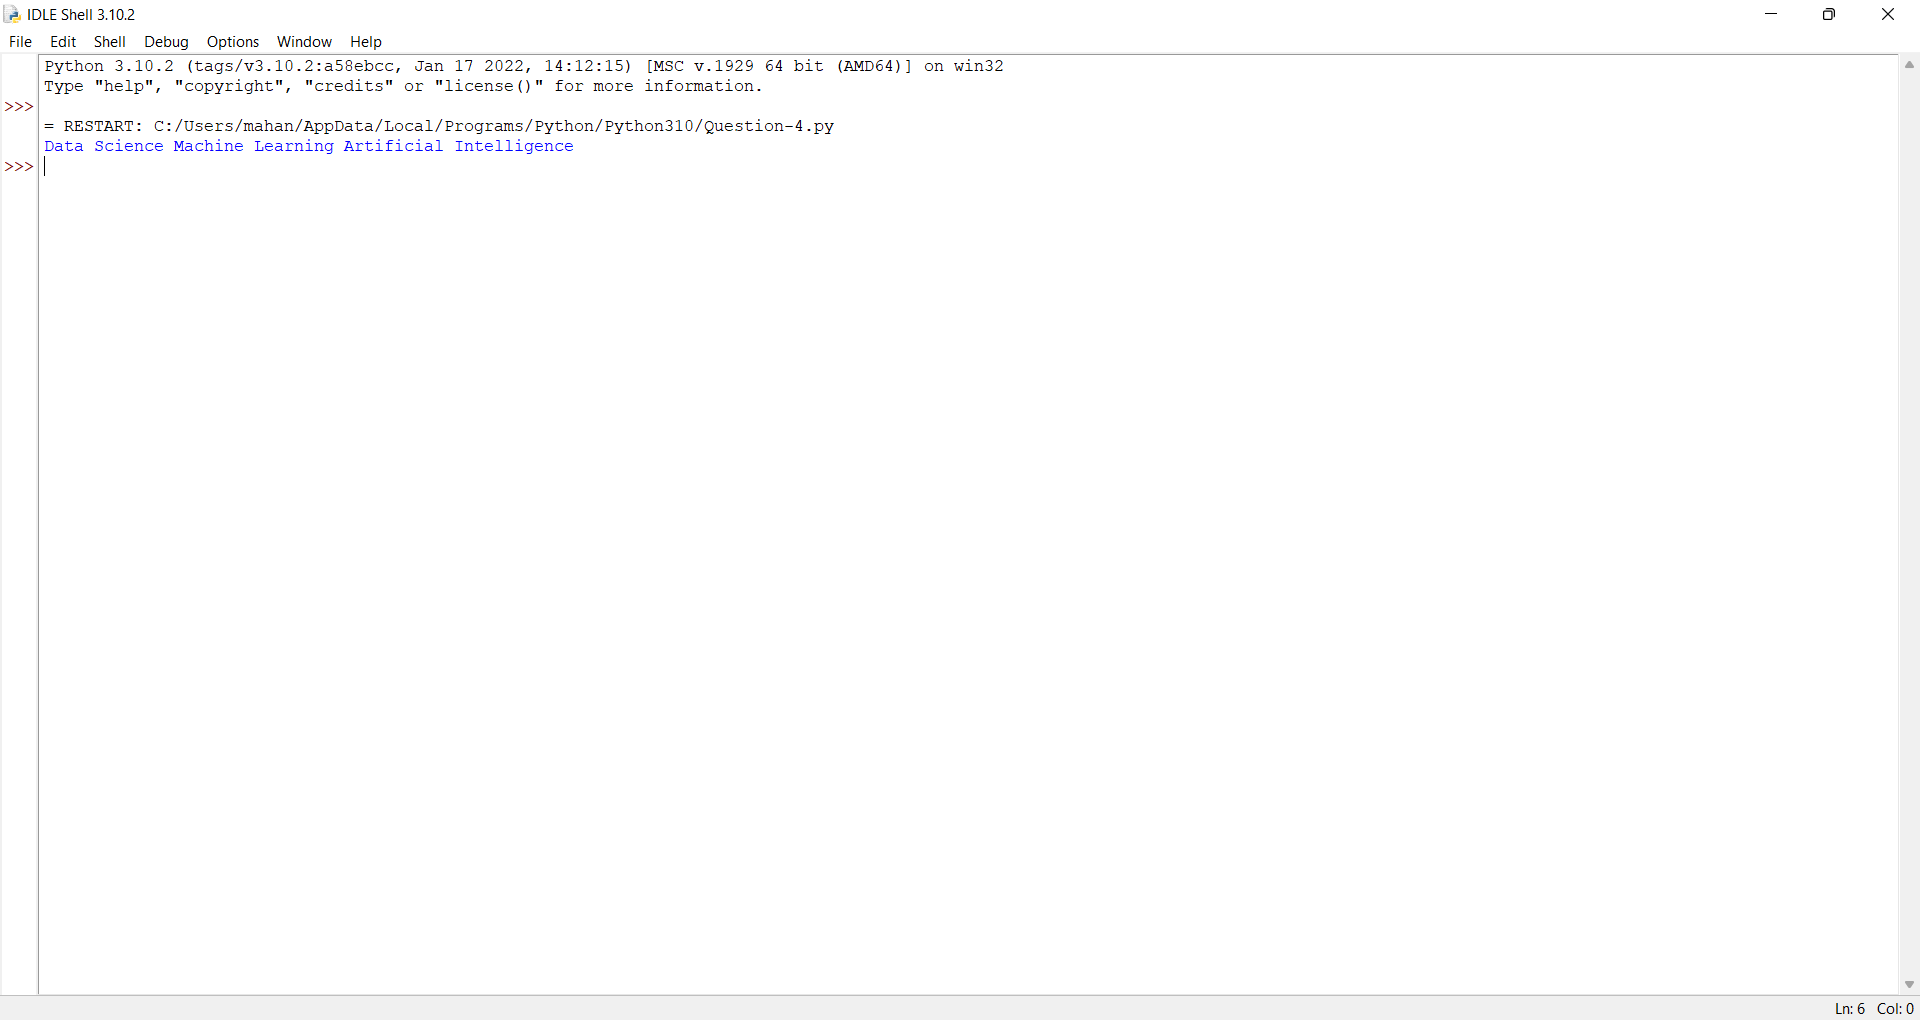 IDLE Shell 3.10.2
File Edit Shell Debug Options Window Help
Python 3.10.2 (tags/v3.10.2:a58ebcc, Jan 17 2022, 14:12:15) [MSC v.1929 64 bit (AMD64)] on win32
Type "help", "copyright", "credits" or "license()" for more information.
>>>
= RESTART: C:/Users/mahan/AppData/Local/Programs/Python/Python310/Question-4.py
Data Science Machine Learning Artificial Intelligence
>>>
Ln: 6 Col: 0